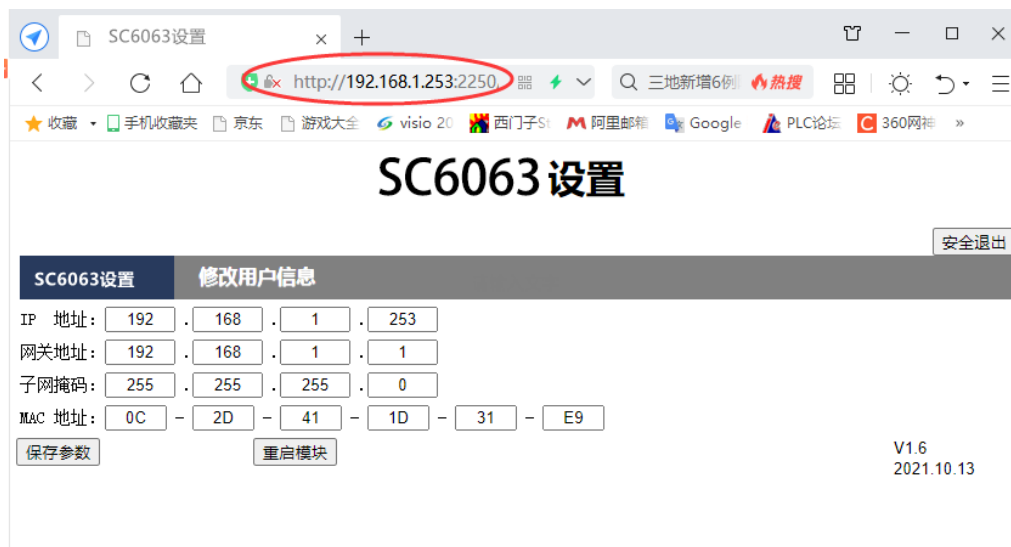 SC6063设置
http://192.168.1.253:2250
三地新增6例
热搜
收藏 手机收藏夹 京东 游戏大全 visio 20 西门子St 阿里邮箱 Google PLC论坛 360网神 »
SC6063 设置
安全退出
SC6063设置 修改用户信息
IP 地址: 192 . 168 . 1 . 253
网关地址: 192 . 168 . 1 . 1
子网掩码: 255 . 255 . 255 . 0
MAC 地址: 0C - 2D - 41 - 1D - 31 - E9
保存参数 重启模块
V1.6
2021.10.13